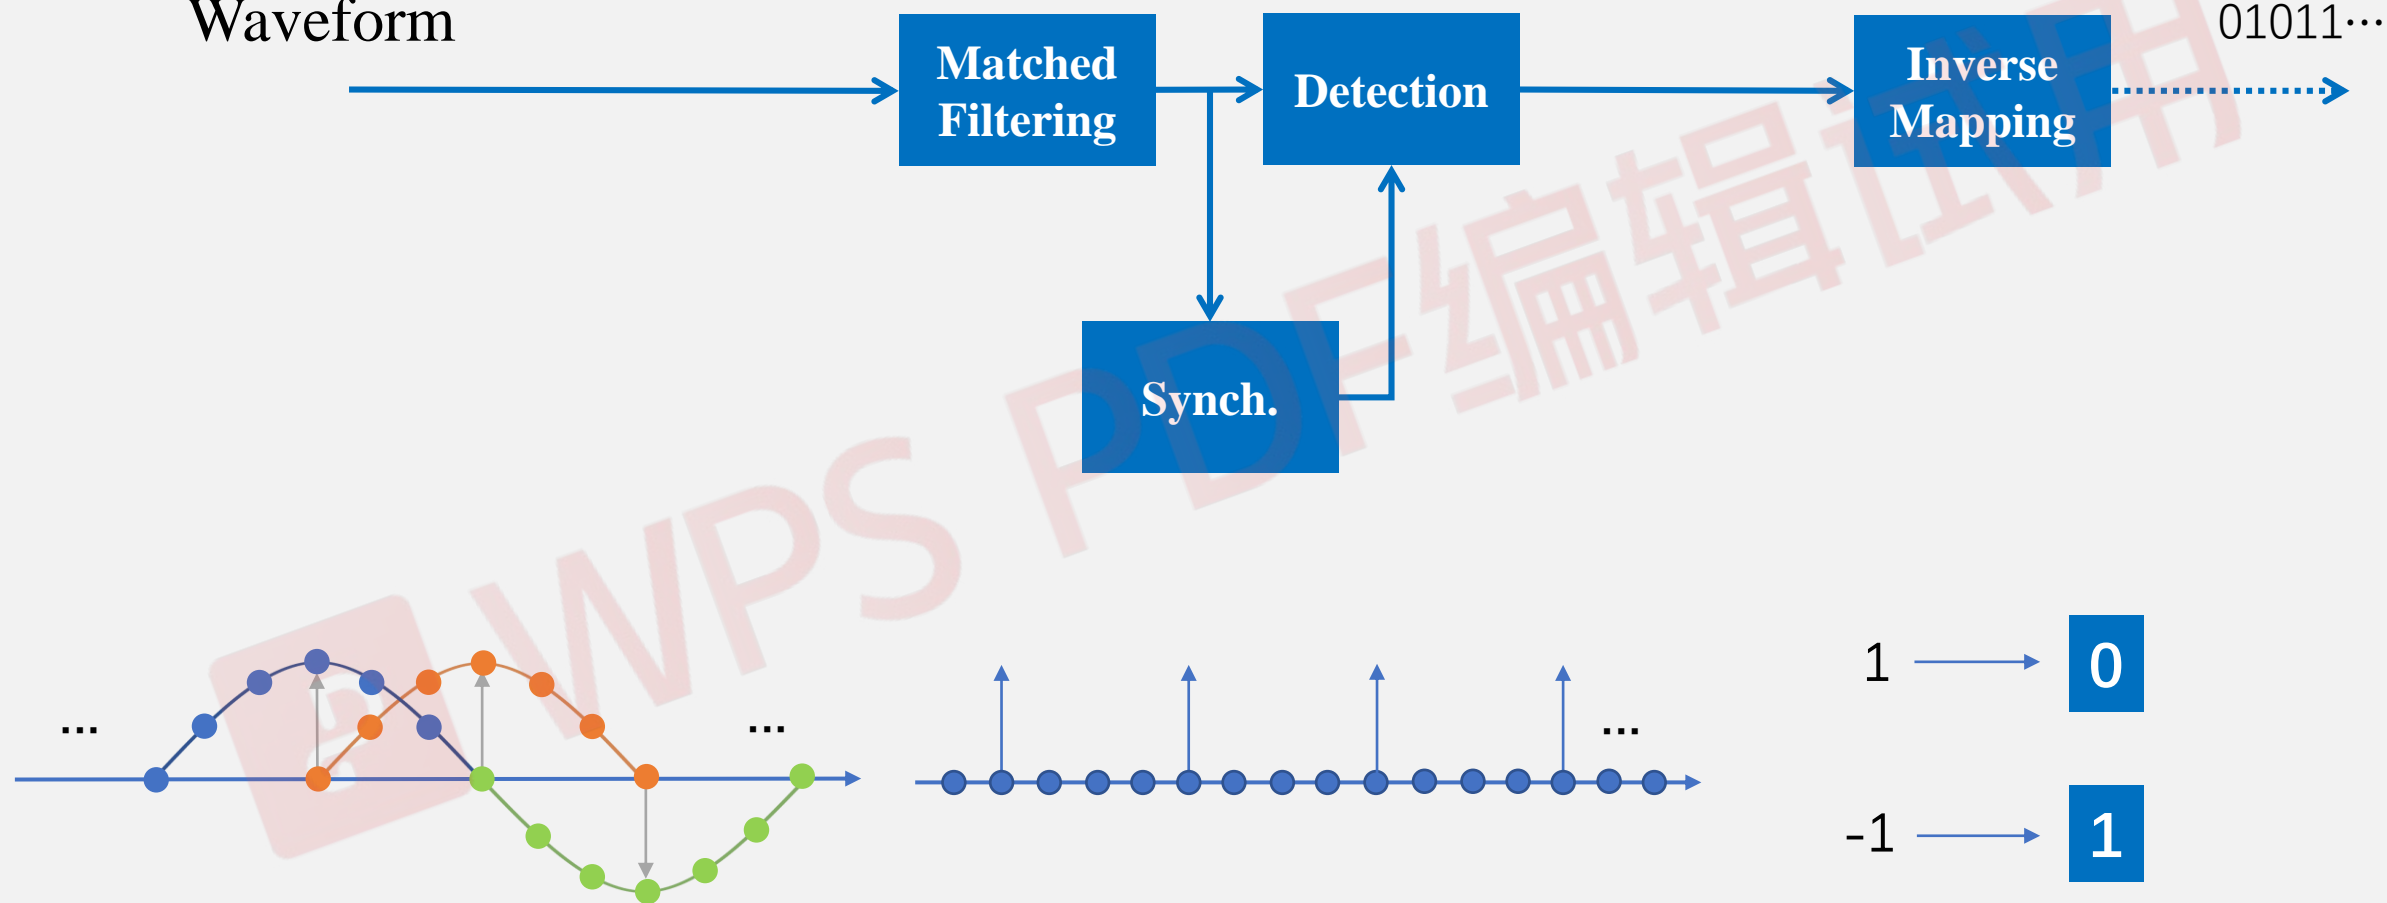 Waveform
01011···
Matched
Filtering
Detection
Inverse
Mapping
Synch.
WPS PDF编辑试用
...
...
...
1
0
-1
1